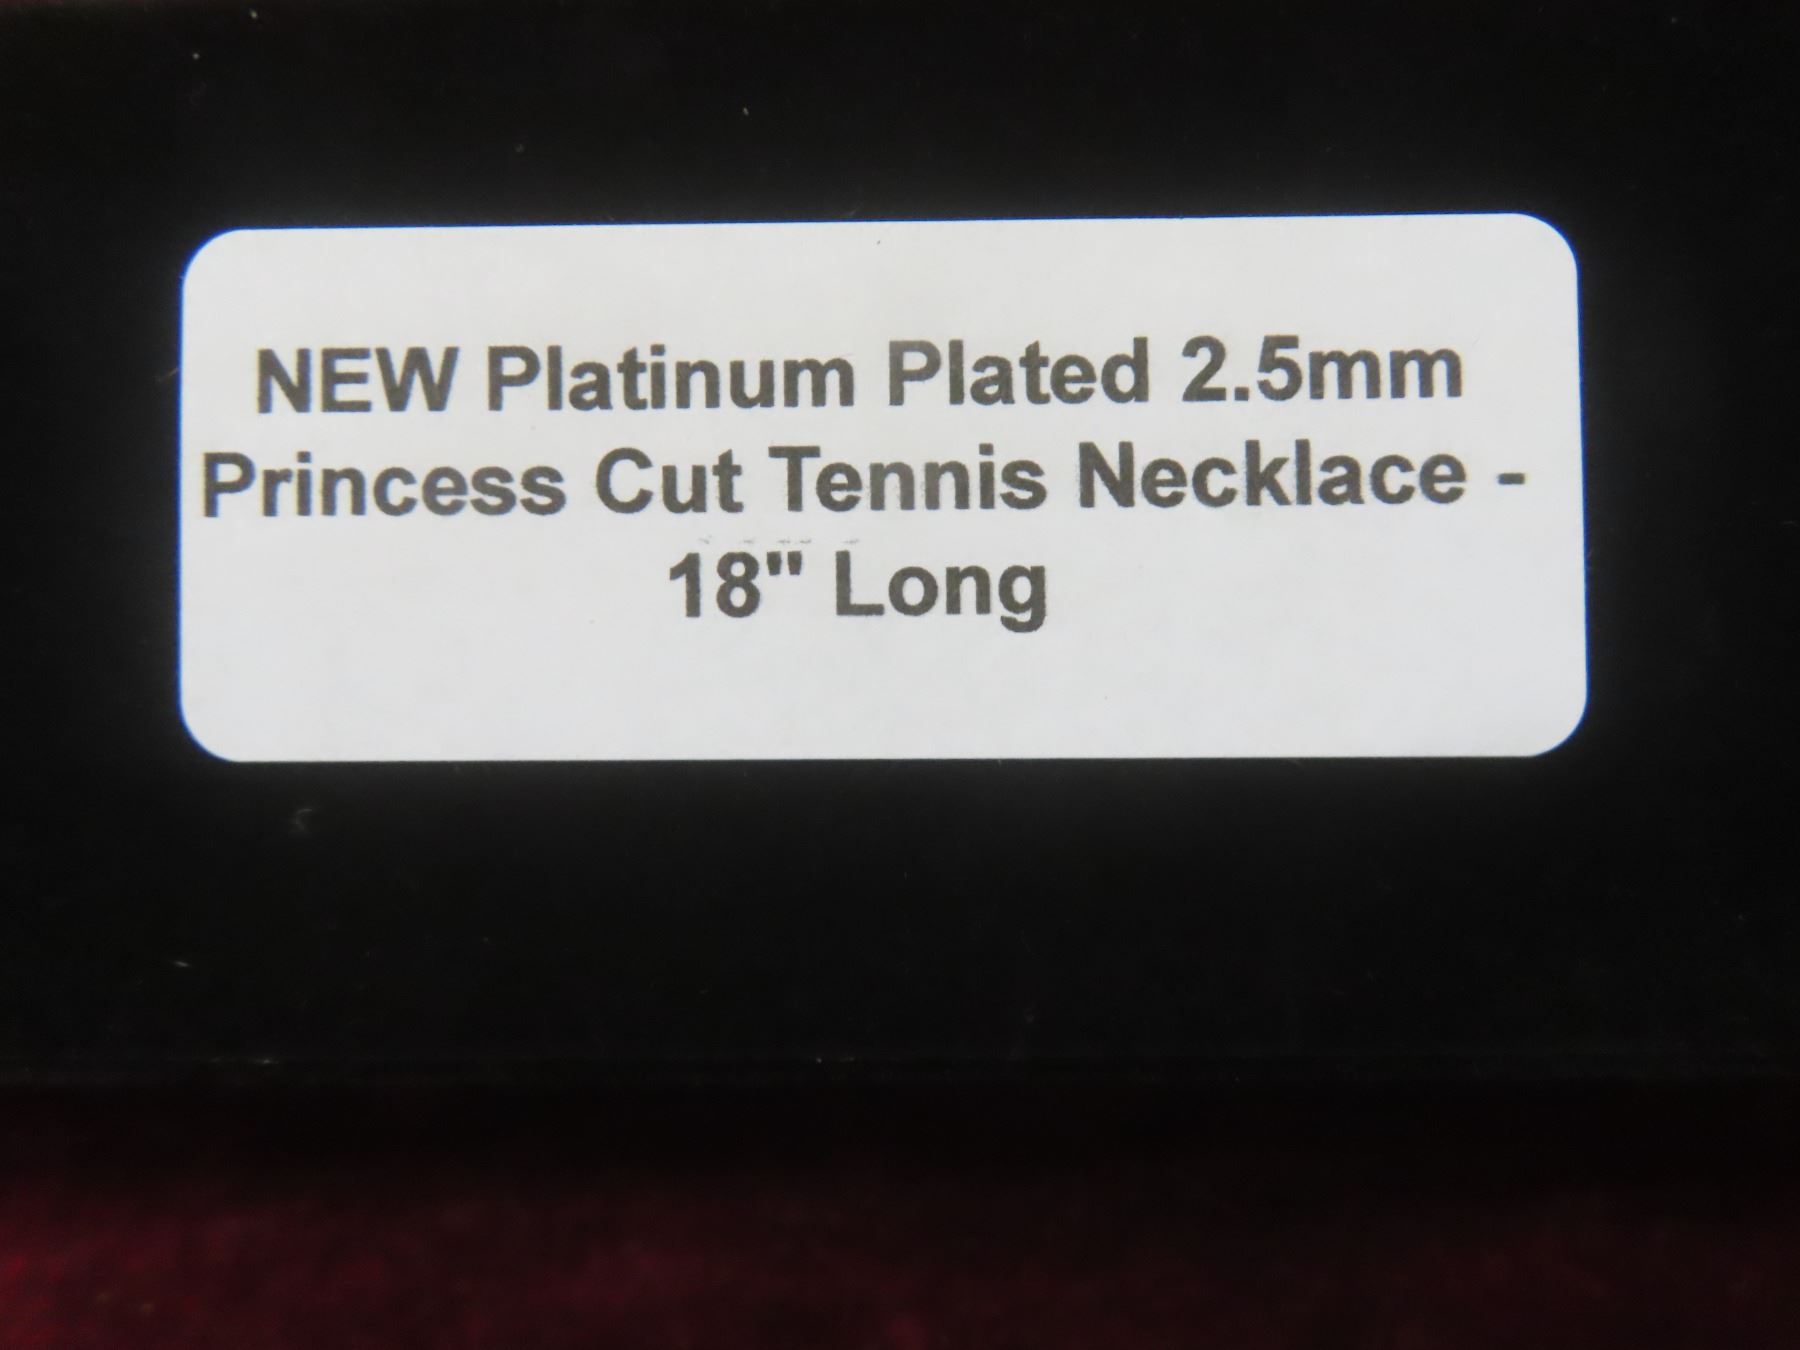 NEW Platinum Plated 2.5mm
Princess Cut Tennis Necklace -
18" Long